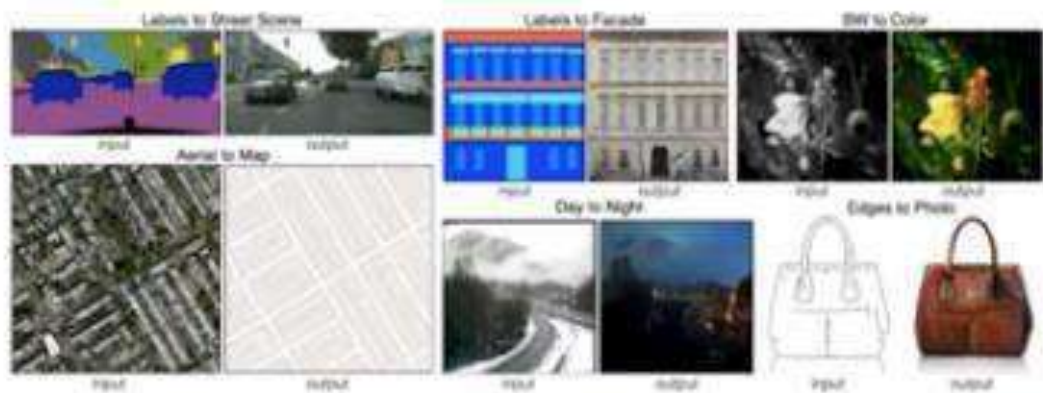 Labels to Street Scene
input
output
Aerial to Map
input
output
Labels to Facade
input
output
BW to Color
input
output
Day to Night
input
output
Edges to Photo
input
output